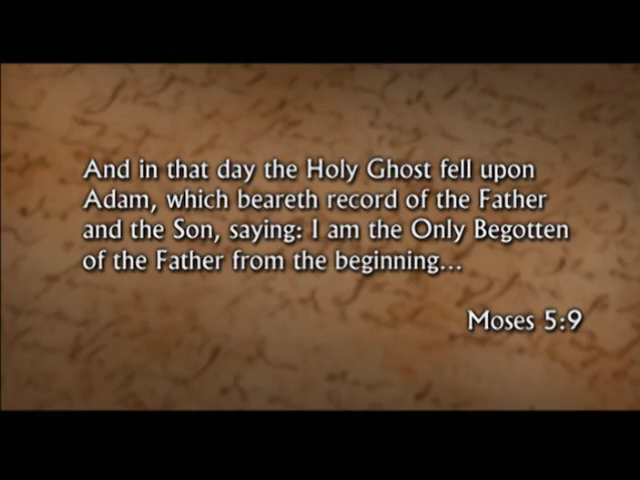 And in that day the Holy Ghost fell upon
Adam, which beareth record of the Father
and the Son, saying: I am the Only Begotten
of the Father from the beginning...
Moses 5:9